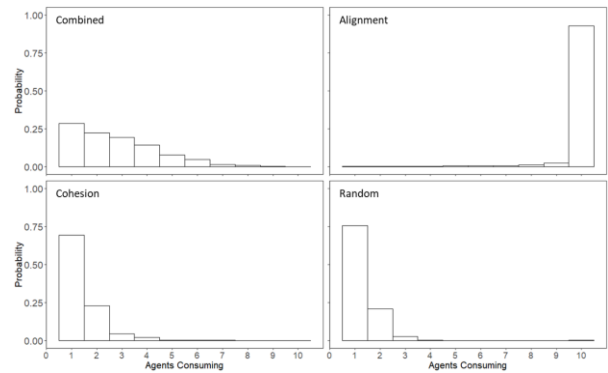 Combined
Alignment
1.00
0.75
0.50
0.25
0.00
Probability
Cohesion
Random
1.00
0.75
0.50
0.25
0.00
Probability
0 1 2 3 4 5 6 7 8 9 10
0 1 2 3 4 5 6 7 8 9 10
Agents Consuming
Agents Consuming